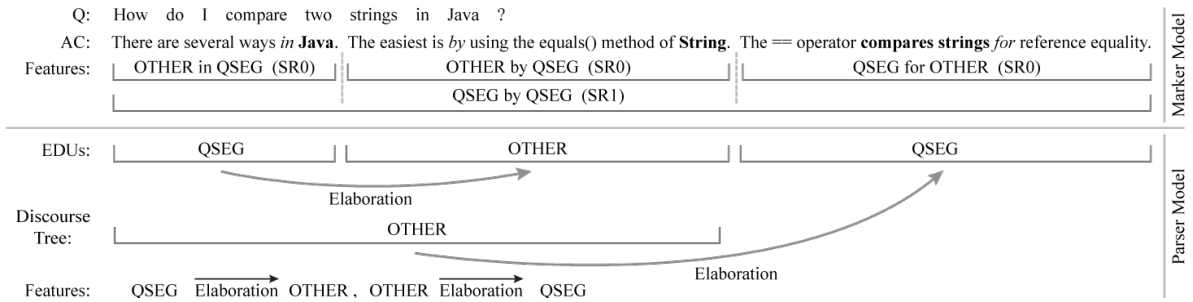 Q: How do I compare two strings in Java ?
AC: There are several ways in Java. The easiest is by using the equals() method of String. The == operator compares strings for reference equality.
Features: OTHER in QSEG (SR0) OTHER by QSEG (SR0) QSEG for OTHER (SR0)
QSEG by QSEG (SR1)
Marker Model
EDUs: QSEG OTHER QSEG
Elaboration
Discourse
Tree: OTHER
Elaboration
Features: QSEG Elaboration OTHER , OTHER Elaboration QSEG
Parser Model